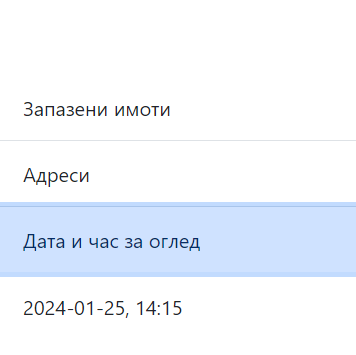 Запазени имоти
Адреси
Дата и час за оглед
2024-01-25, 14:15